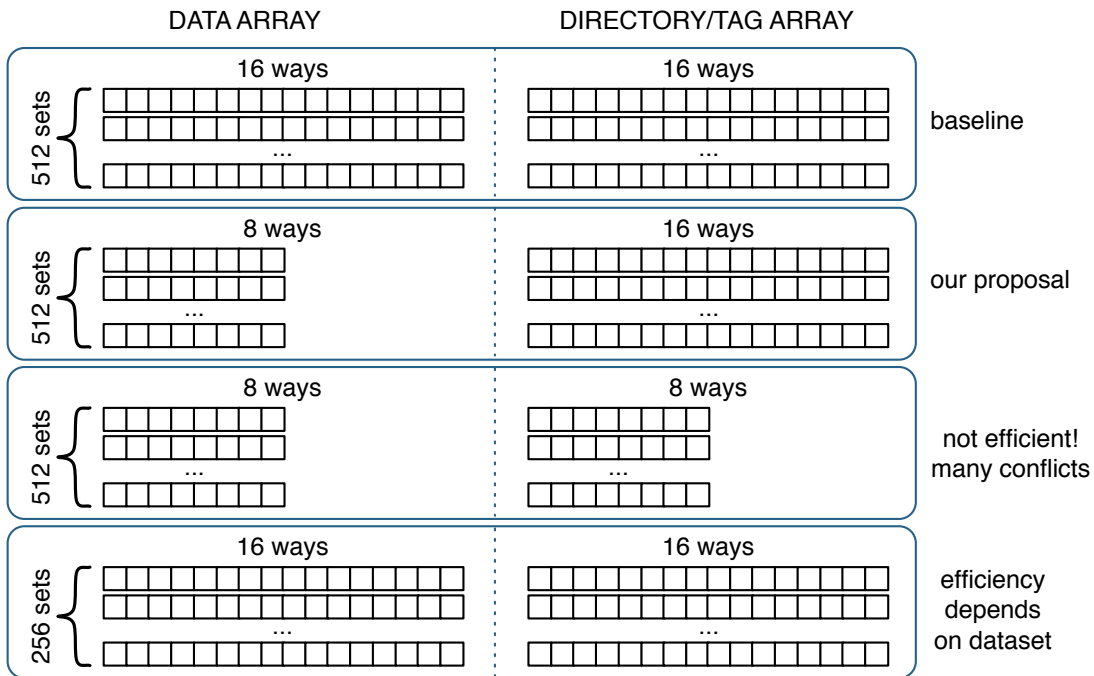 DATA ARRAY
DIRECTORY/TAG ARRAY
16 ways
16 ways
512 sets
...
...
baseline
8 ways
16 ways
512 sets
...
...
our proposal
8 ways
8 ways
512 sets
...
...
not efficient!
many conflicts
16 ways
16 ways
256 sets
...
...
efficiency
depends
on dataset